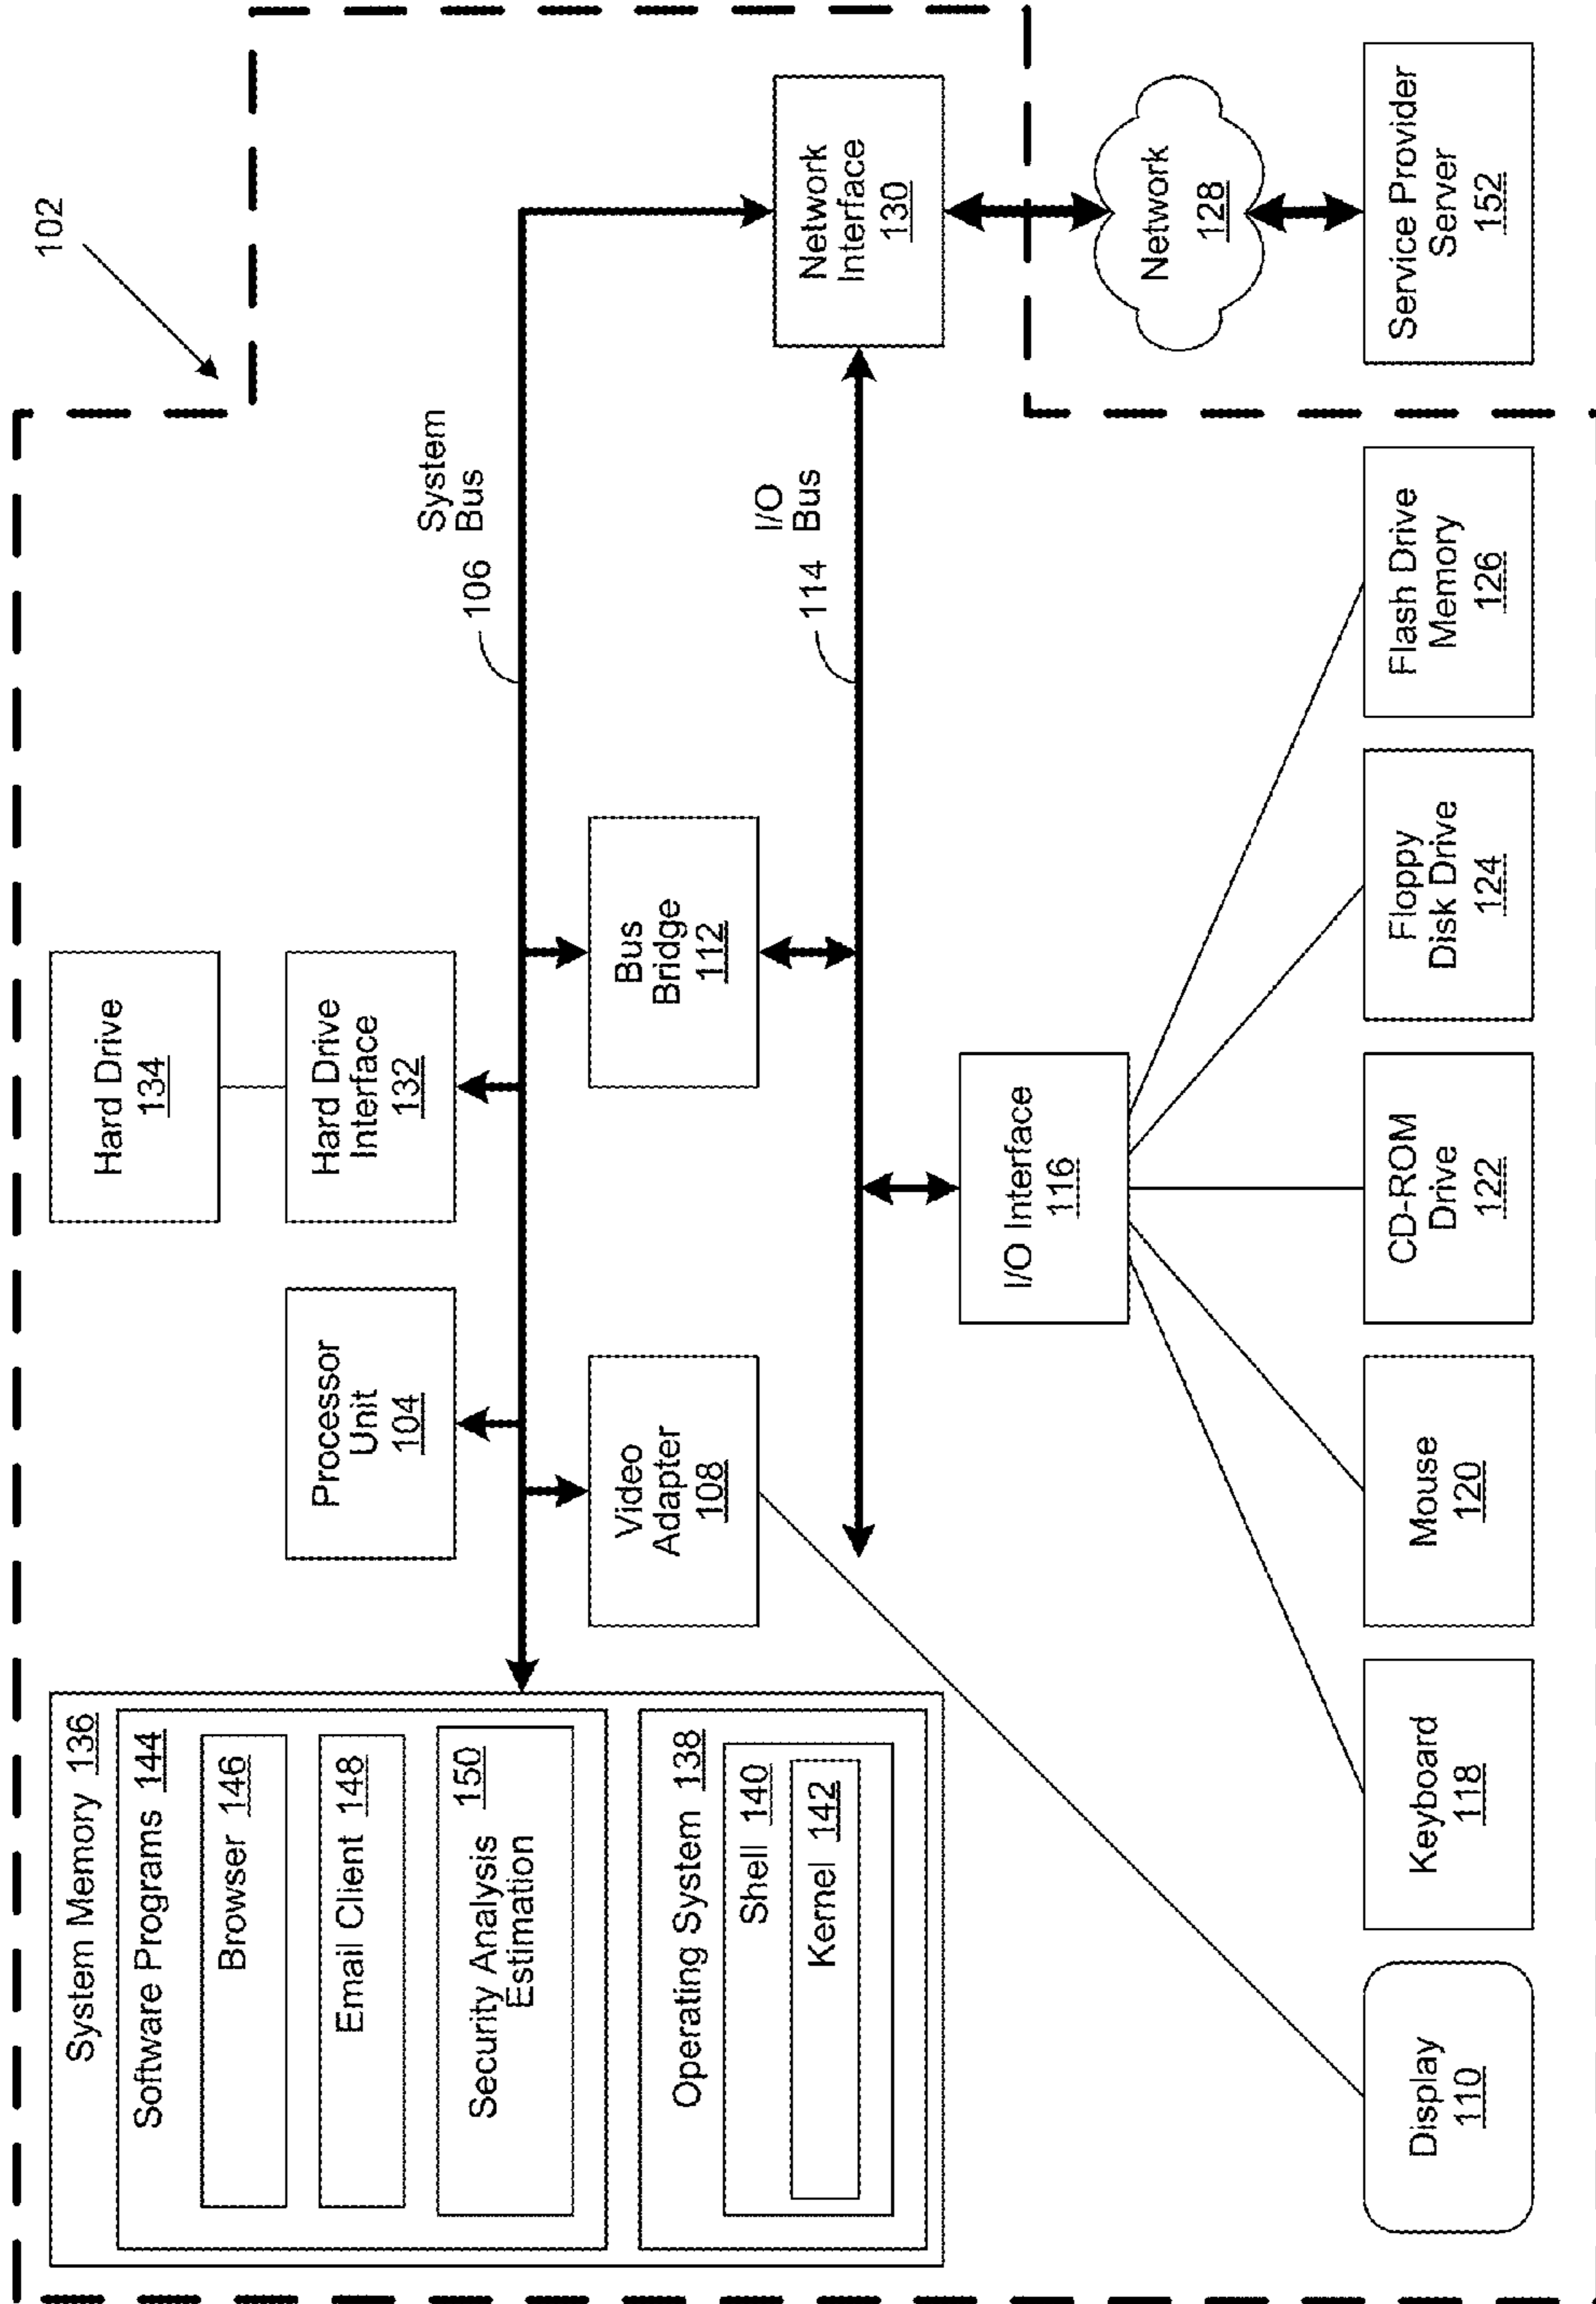 102
System Memory 136
Software Programs 144
Browser 146
Email Client 148
Security Analysis 150
Estimation
Operating System 138
Shell 140
Kernel 142
Processor
Unit
104
Hard Drive
134
Hard Drive
Interface
132
System
106 Bus
Video
Adapter
108
Bus
Bridge
112
I/O
114 Bus
Network
Interface
130
I/O Interface
116
Network
128
Display
110
Keyboard
118
Mouse
120
CD-ROM
Drive
122
Floppy
Disk Drive
124
Flash Drive
Memory
126
Service Provider
Server
152